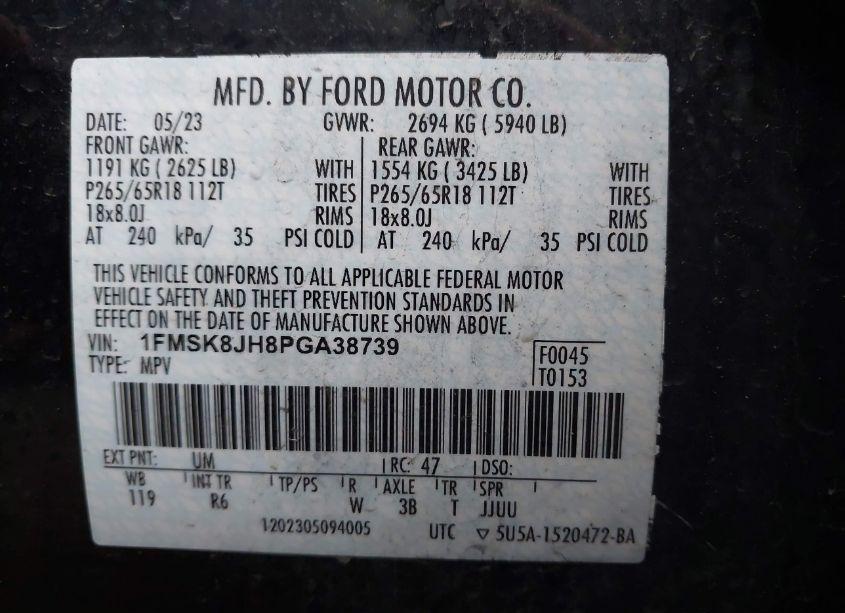 MFD. BY FORD MOTOR CO.
DATE: 05/23 GVWR: 2694 KG ( 5940 LB)
FRONT GAWR: REAR GAWR:
1191 KG ( 2625 LB) WITH 1554 KG ( 3425 LB) WITH
P265/65R18 112T TIRES P265/65R18 112T TIRES
18x8.0J RIMS 18x8.0J RIMS
AT 240 kPa/ 35 PSI COLD AT 240 kPa/ 35 PSI COLD
THIS VEHICLE CONFORMS TO ALL APPLICABLE FEDERAL MOTOR
VEHICLE SAFETY AND THEFT PREVENTION STANDARDS IN
EFFECT ON THE DATE OF MANUFACTURE SHOWN ABOVE.
VIN: 1FMSK8JH8PGA38739 F0045
TYPE: MPV T0153
EXT PNT: UM RC: 47 DSO:
WB INT TR TP/PS R AXLE TR SPR
119 R6 W 3B T JJUU
1202305094005 UTC ▽ 5U5A-1520472-BA